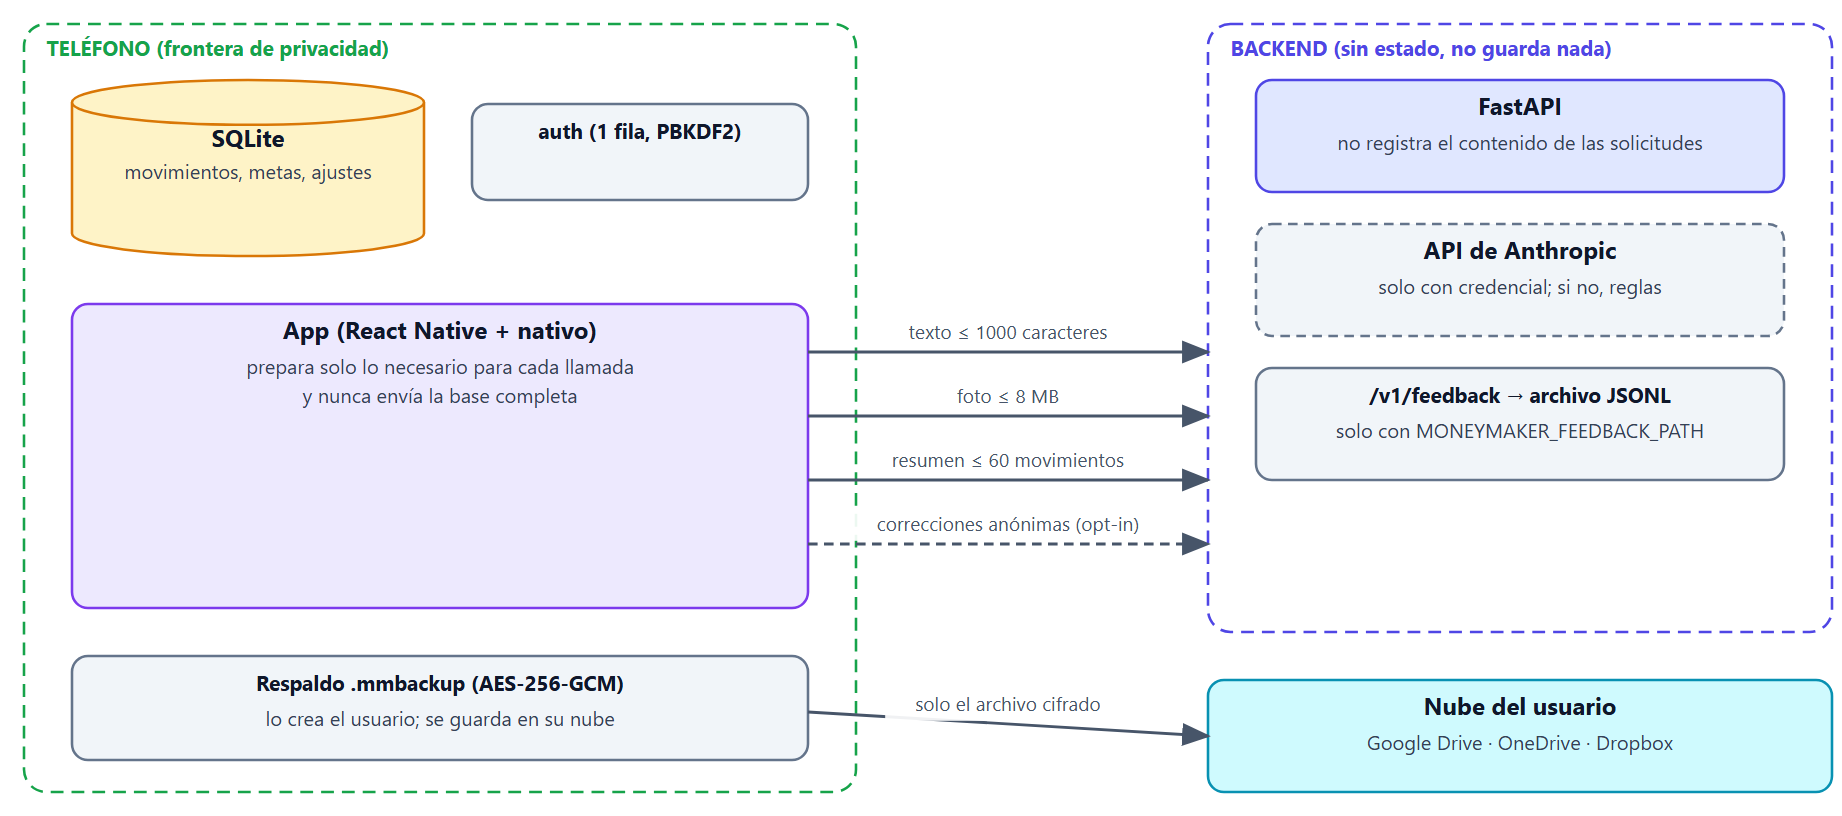 TELÉFONO (frontera de privacidad)
SQLite
movimientos, metas, ajustes
auth (1 fila, PBKDF2)
App (React Native + nativo)
prepara solo lo necesario para cada llamada
y nunca envía la base completa
Respaldo .mmbackup (AES-256-GCM)
lo crea el usuario; se guarda en su nube
texto ≤ 1000 caracteres
foto ≤ 8 MB
resumen ≤ 60 movimientos
correcciones anónimas (opt-in)
solo el archivo cifrado
BACKEND (sin estado, no guarda nada)
FastAPI
no registra el contenido de las solicitudes
API de Anthropic
solo con credencial; si no, reglas
/v1/feedback → archivo JSONL
solo con MONEYMAKER_FEEDBACK_PATH
Nube del usuario
Google Drive · OneDrive · Dropbox